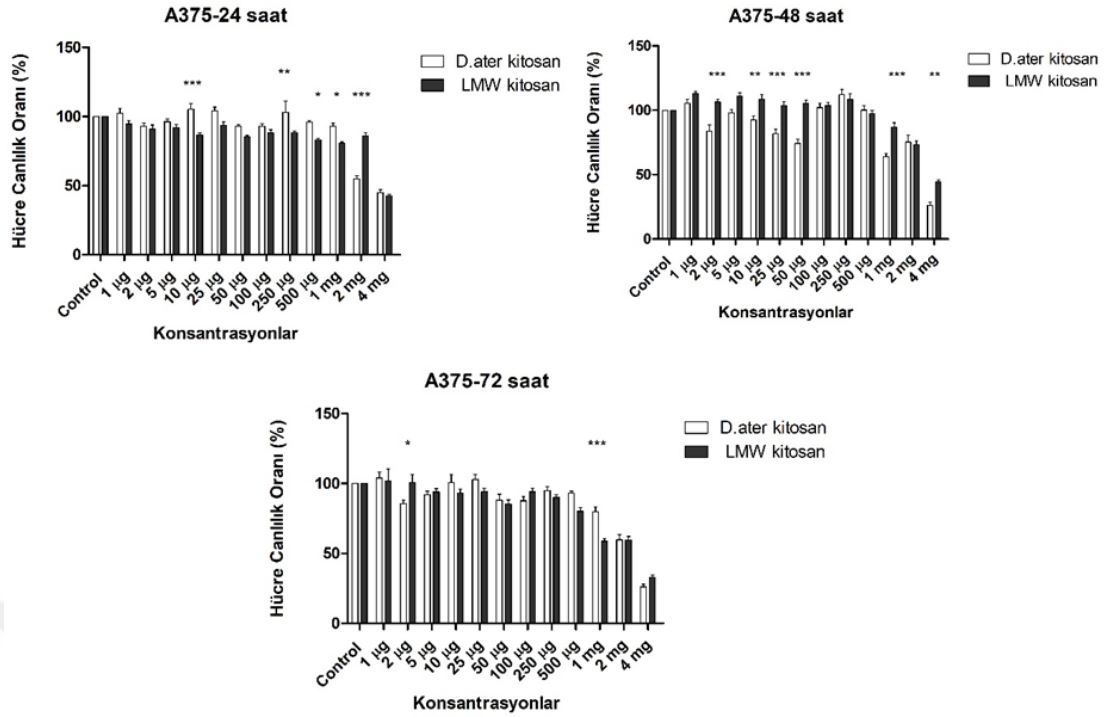 A375-24 saat
150
100
50
0
Hücre Canlılık Oranı (%)
*** ** * * ***
D.ater kitosan
LMW kitosan
Control 1 µg 2 µg 5 µg 10 µg 25 µg 50 µg 100 µg 250 µg 500 µg 1 mg 2 mg 4 mg
Konsantrasyonlar
A375-48 saat
150
100
50
0
Hücre Canlılık Oranı (%)
*** ** *** *** *** **
D.ater kitosan
LMW kitosan
Control 1 µg 2 µg 5 µg 10 µg 25 µg 50 µg 100 µg 250 µg 500 µg 1 mg 2 mg 4 mg
Konsantrasyonlar
A375-72 saat
150
100
50
0
Hücre Canlılık Oranı (%)
* ***
D.ater kitosan
LMW kitosan
Control 1 µg 2 µg 5 µg 10 µg 25 µg 50 µg 100 µg 250 µg 500 µg 1 mg 2 mg 4 mg
Konsantrasyonlar